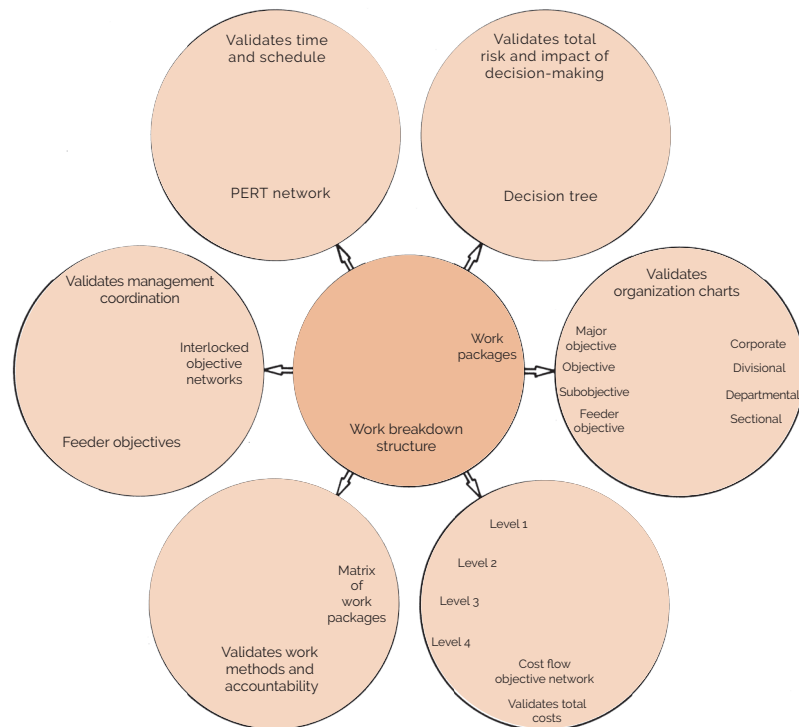 Validates time
and schedule
PERT network
Validates total
risk and impact of
decision-making
Decision tree
Validates management
coordination
Interlocked
objective
networks
Feeder objectives
Work
packages
Work breakdown
structure
Validates
organization charts
Major
objective
Corporate
Objective
Divisional
Subobjective
Departmental
Feeder
objective
Sectional
Matrix
of
work
packages
Validates work
methods and
accountability
Level 1
Level 2
Level 3
Level 4
Cost flow
objective network
Validates total
costs